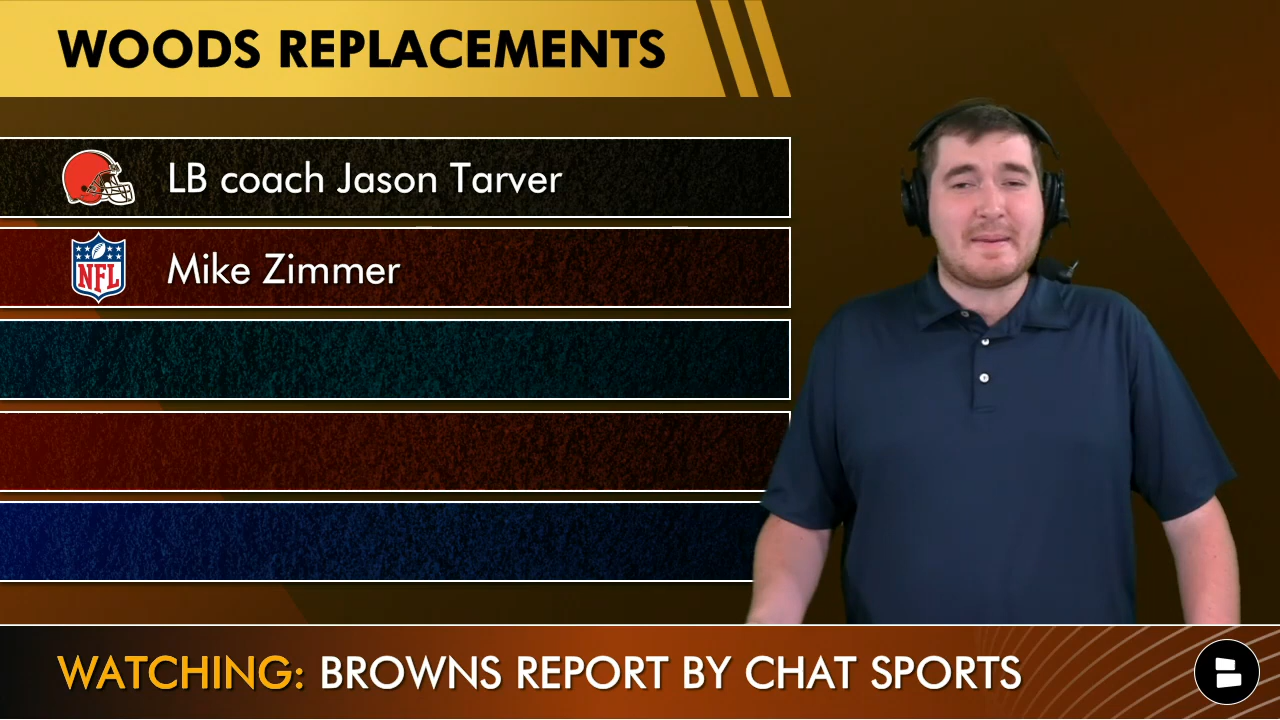 WOODS REPLACEMENTS
LB coach Jason Tarver
NFL
Mike Zimmer
WATCHING: BROWNS REPORT BY CHAT SPORTS